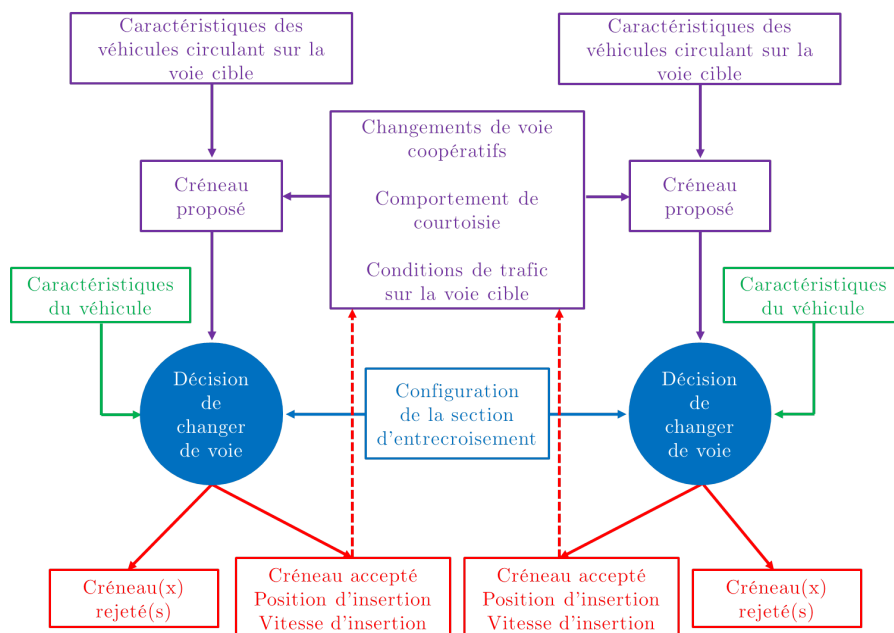 Caractéristiques des
véhicules circulant sur la
voie cible
Caractéristiques des
véhicules circulant sur la
voie cible
Changements de voie
coopératifs
Comportement de
courtoisie
Conditions de trafic
sur la voie cible
Créneau
proposé
Créneau
proposé
Caractéristiques
du véhicule
Caractéristiques
du véhicule
Décision
de
changer
de voie
Configuration
de la section
d'entrecroisement
Décision
de
changer
de voie
Créneau(x)
rejeté(s)
Créneau accepté
Position d'insertion
Vitesse d'insertion
Créneau accepté
Position d'insertion
Vitesse d'insertion
Créneau(x)
rejeté(s)